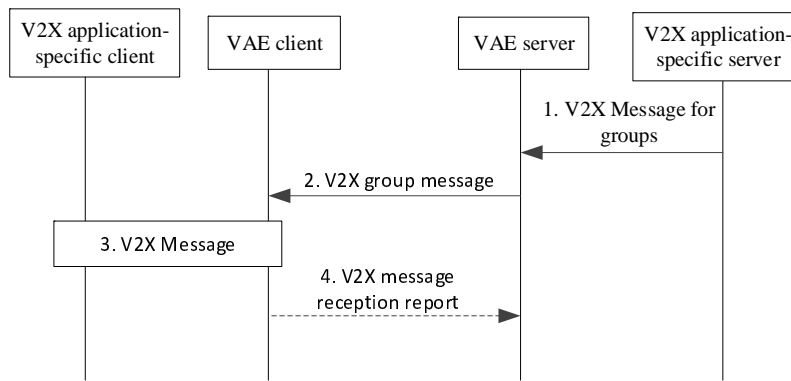 V2X application-
specific client
VAE client
VAE server
V2X application-
specific server
1. V2X Message for
groups
2. V2X group message
3. V2X Message
4. V2X message
reception report